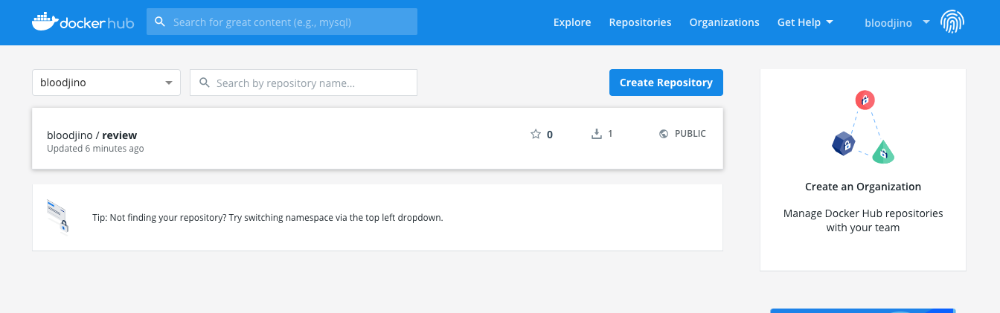 dockerhub
Search for great content (e.g., mysql)
Explore
Repositories
Organizations
Get Help
bloodjino
bloodjino
Search by repository name...
Create Repository
bloodjino / review
Updated 6 minutes ago
0
1
PUBLIC
Tip: Not finding your repository? Try switching namespace via the top left dropdown.
Create an Organization
Manage Docker Hub repositories
with your team